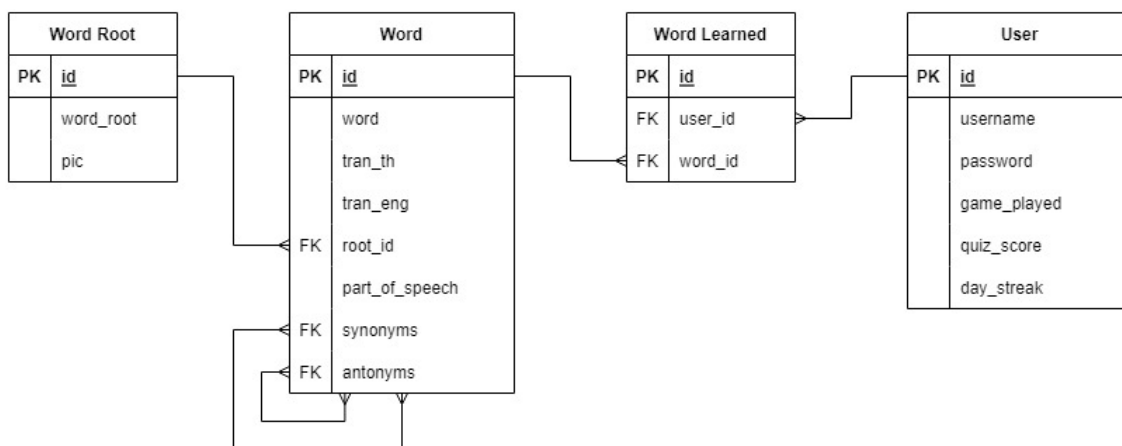 Word Root
PK id
word_root
pic
Word
PK id
word
tran_th
tran_eng
FK root_id
part_of_speech
FK synonyms
FK antonyms
Word Learned
PK id
FK user_id
FK word_id
User
PK id
username
password
game_played
quiz_score
day_streak